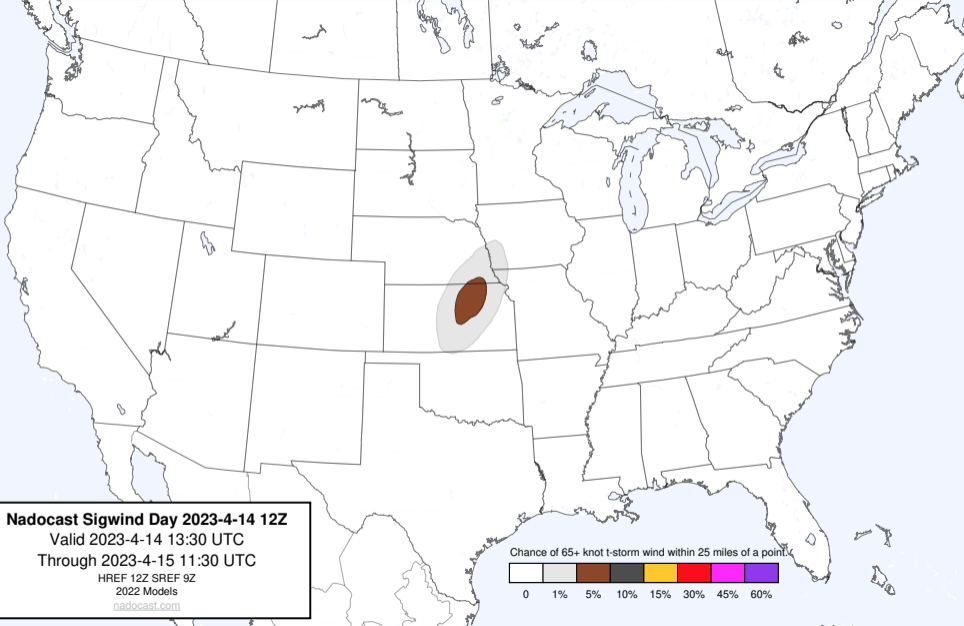 Nadocast Sigwind Day 2023-4-14 12Z
Valid 2023-4-14 13:30 UTC
Through 2023-4-15 11:30 UTC
HREF 12Z SREF 9Z
2022 Models
nadocast.com
Chance of 65+ knot t-storm wind within 25 miles of a point.
0 1% 5% 10% 15% 30% 45% 60%